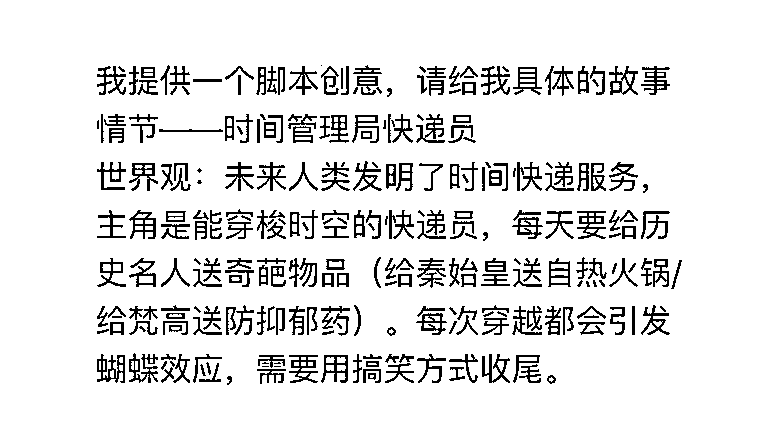 我提供一个脚本创意，请给我具体的故事
情节——时间管理局快递员
世界观：未来人类发明了时间快递服务，
主角是能穿梭时空的快递员，每天要给历
史名人送奇葩物品（给秦始皇送自热火锅/
给梵高送防抑郁药）。每次穿越都会引发
蝴蝶效应，需要用搞笑方式收尾。